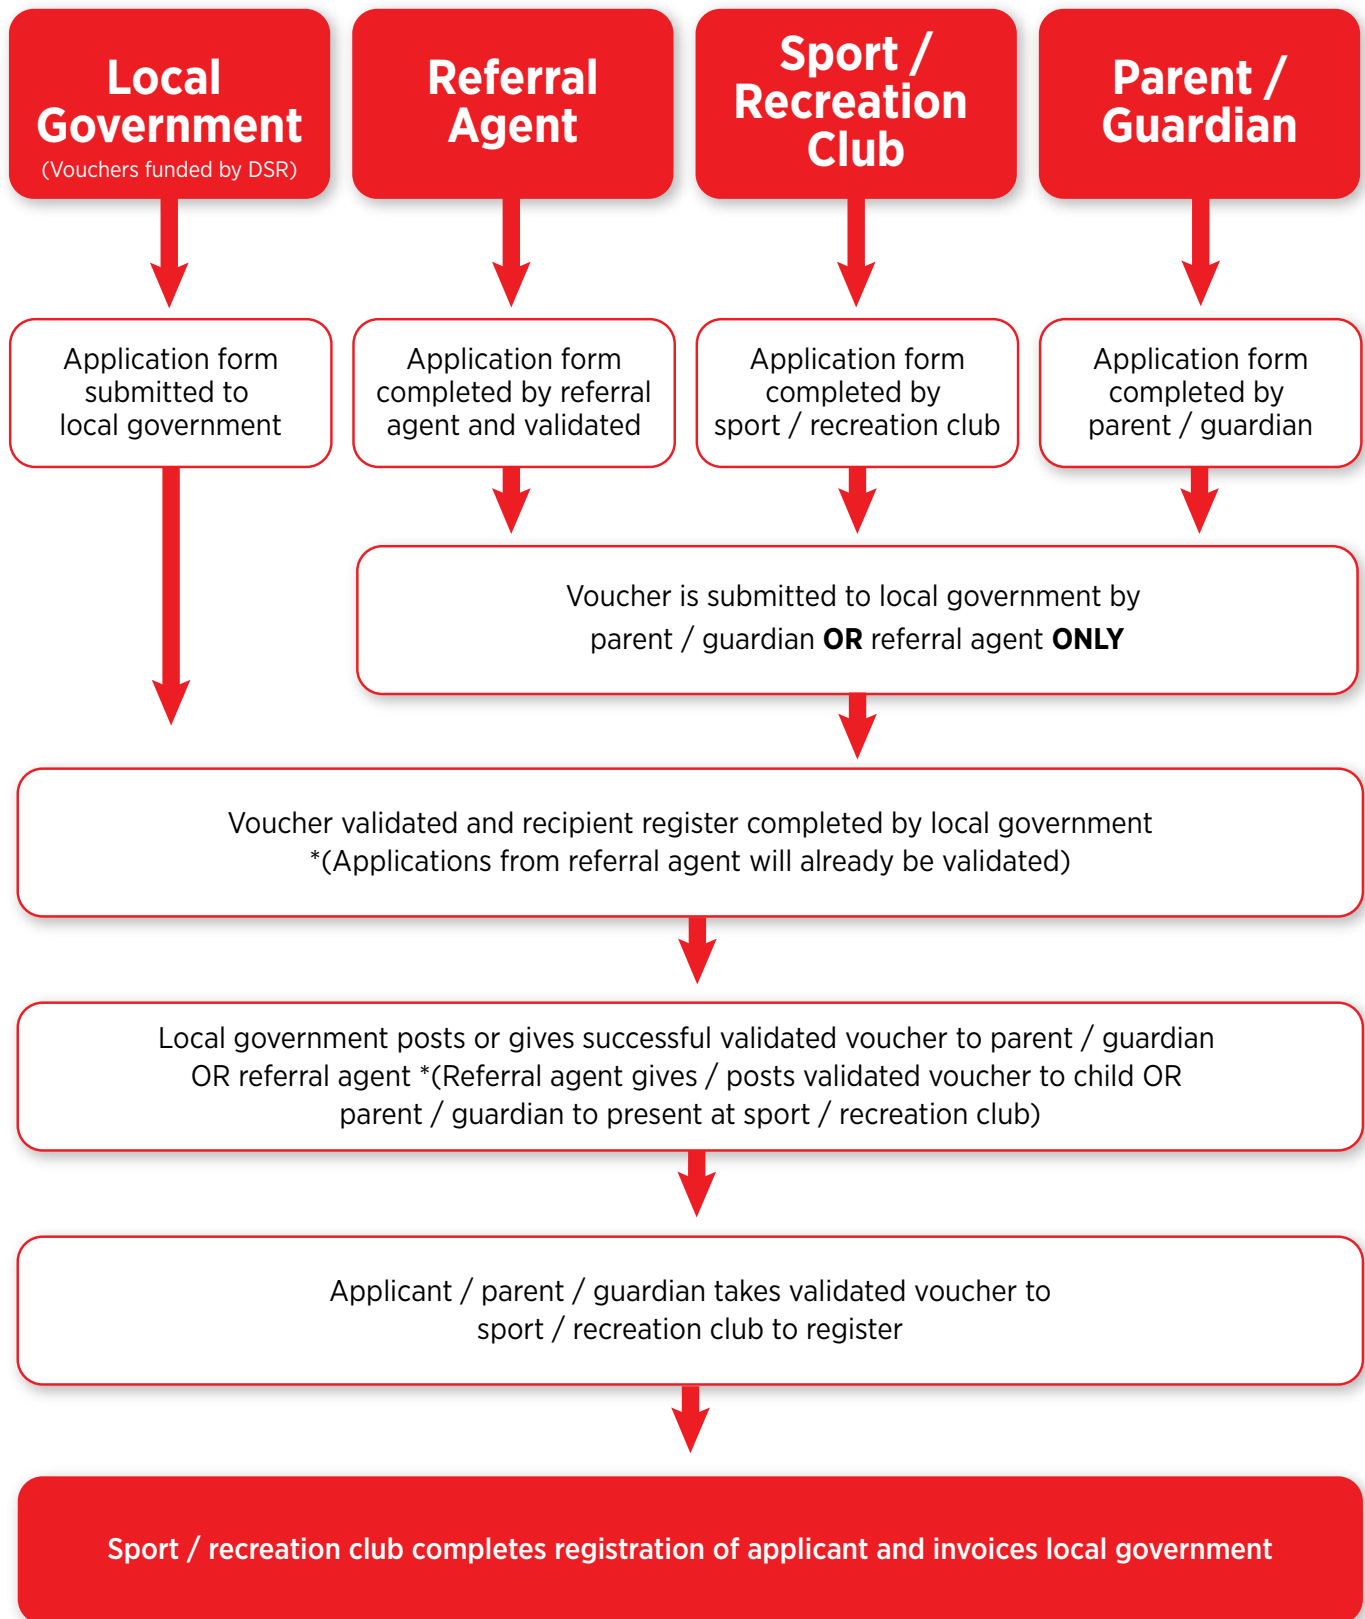 Local
Government
(Vouchers funded by DSR)
Referral
Agent
Sport /
Recreation
Club
Parent /
Guardian
Application form
submitted to
local government
Application form
completed by referral
agent and validated
Application form
completed by
sport / recreation club
Application form
completed by
parent / guardian
Voucher is submitted to local government by
parent / guardian OR referral agent ONLY
Voucher validated and recipient register completed by local government
*(Applications from referral agent will already be validated)
Local government posts or gives successful validated voucher to parent / guardian
OR referral agent *(Referral agent gives / posts validated voucher to child OR
parent / guardian to present at sport / recreation club)
Applicant / parent / guardian takes validated voucher to
sport / recreation club to register
Sport / recreation club completes registration of applicant and invoices local government